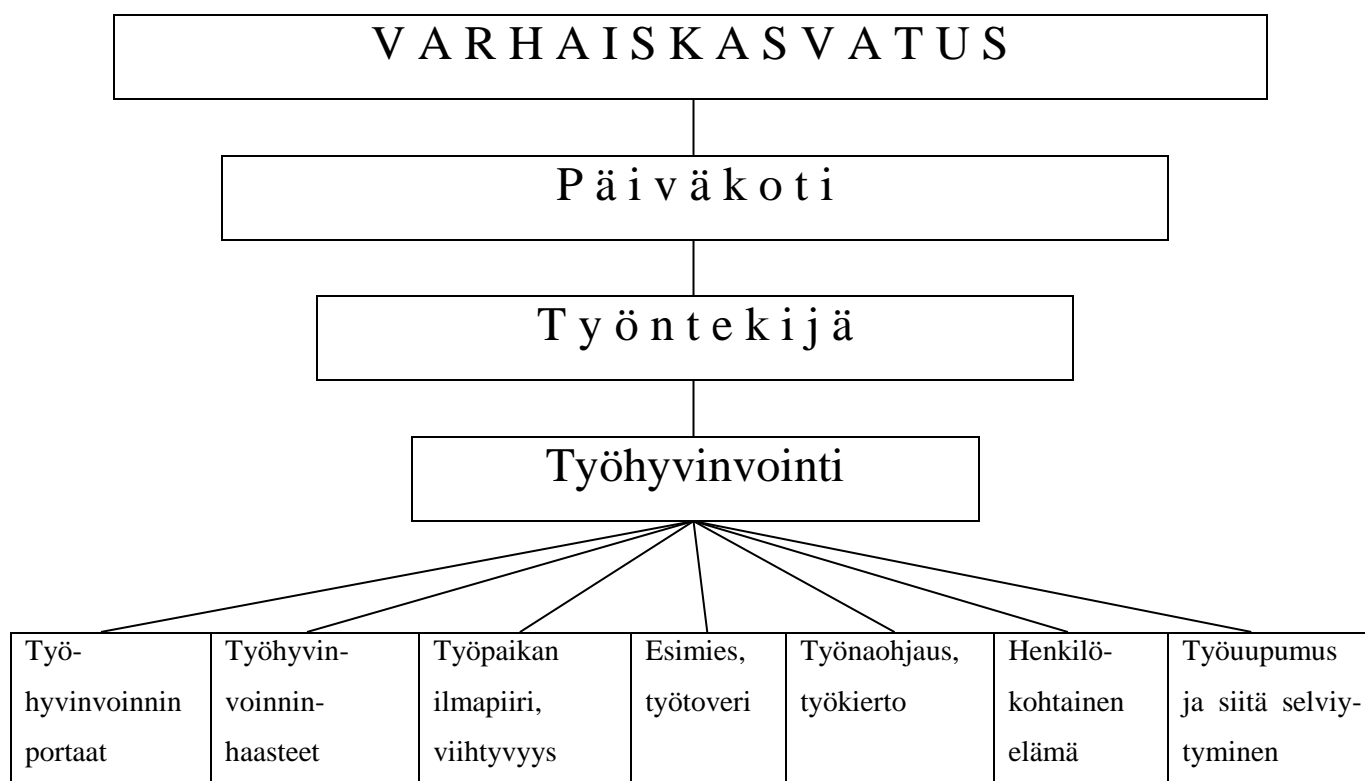 V A R H A I S K A S V A T U S
P ä i v ä k o t i
T y ö n t e k i j ä
Työhyvinvointi
Työ-
hyvinvoinnin
portaat
Työhyvin-
voinnin-
haasteet
Työpaikan
ilmapiiri,
viihtyvyys
Esimies,
työtoveri
Työnaohjaus,
työkierto
Henkilö-
kohtainen
elämä
Työuupumus
ja siitä selviy-
tyminen